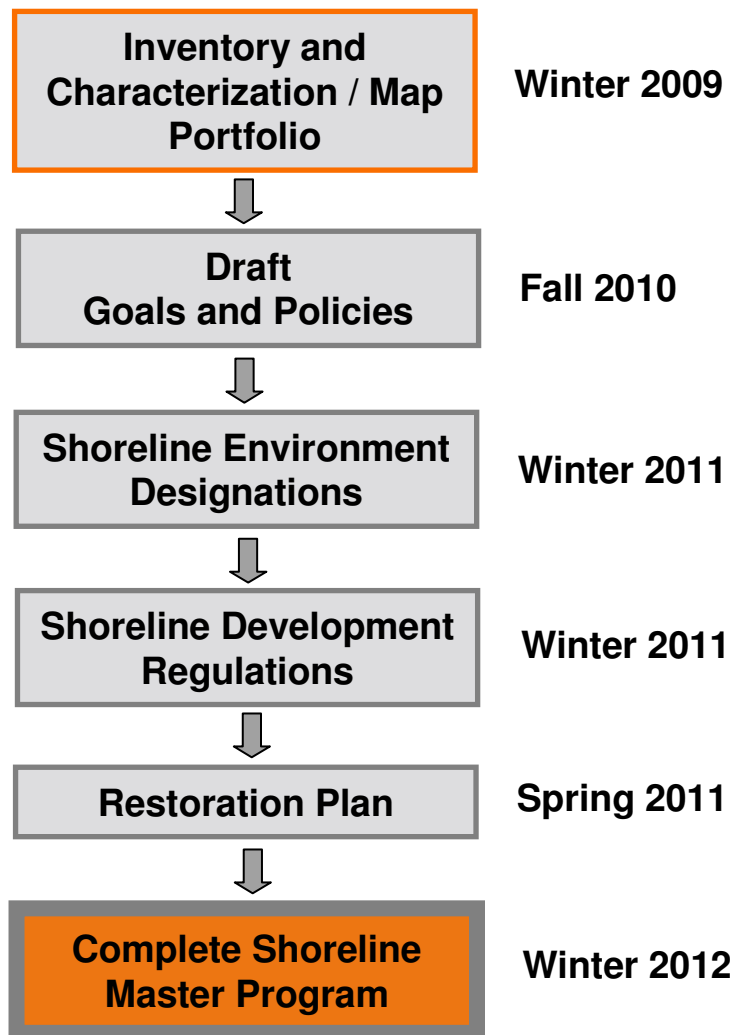 Inventory and
Characterization / Map
Portfolio
Winter 2009
Draft
Goals and Policies
Fall 2010
Shoreline Environment
Designations
Winter 2011
Shoreline Development
Regulations
Winter 2011
Restoration Plan
Spring 2011
Complete Shoreline
Master Program
Winter 2012